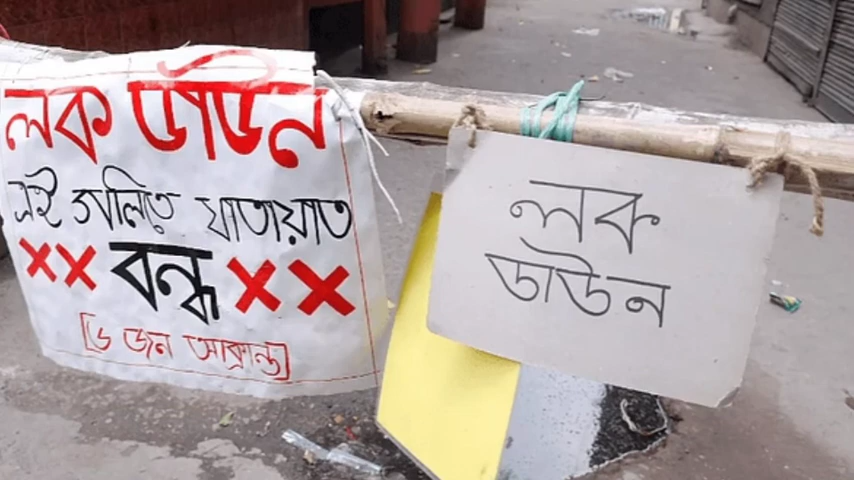 লক ডাউন
এই গলিতে যাতায়াত
×× বন্ধ ××
[৬ জন আক্রান্ত]
লক
ডাউন